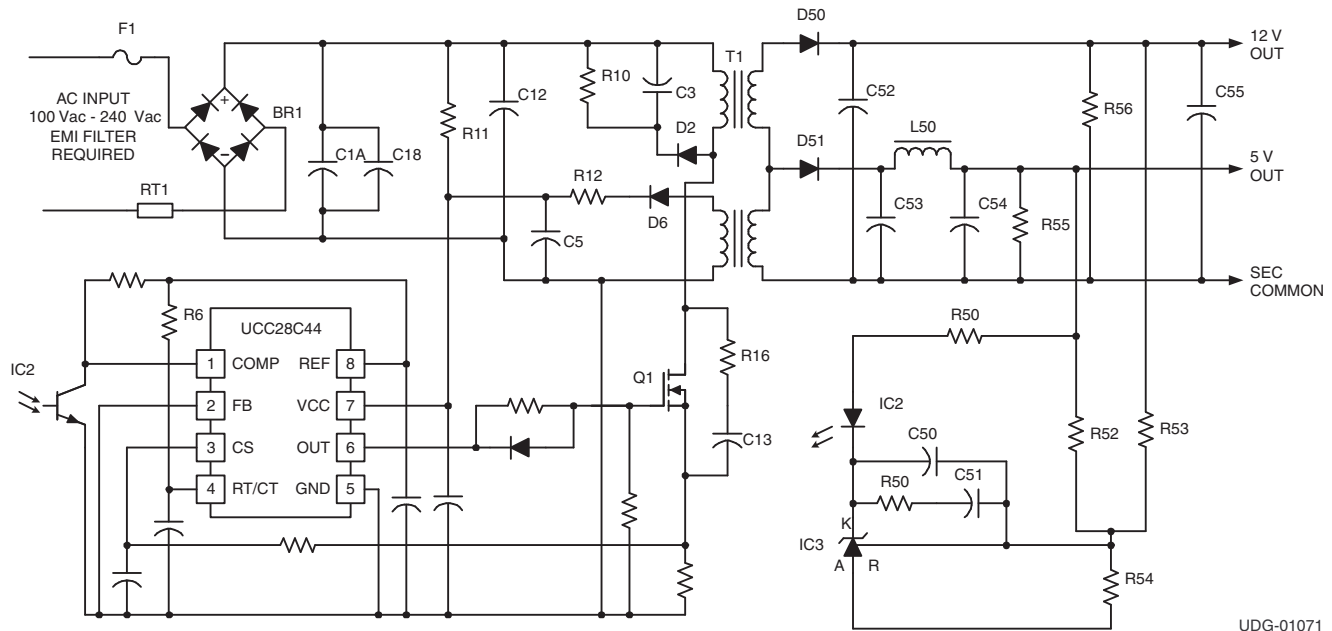 F1
D50
12 V
OUT
T1
AC INPUT
100 Vac - 240 Vac
EMI FILTER
REQUIRED
BR1
R10
C3
C12
R11
C52
R56
C55
D2
D51
L50
C1A
C18
5 V
OUT
RT1
R12
D6
C5
C53
C54
R55
SEC
COMMON
R6
UCC28C44
R50
IC2
1 COMP REF 8
2 FB VCC 7
3 CS OUT 6
4 RT/CT GND 5
Q1
R16
C13
IC2
R52
R53
C50
R50
C51
K
IC3
A
R
R54
UDG-01071